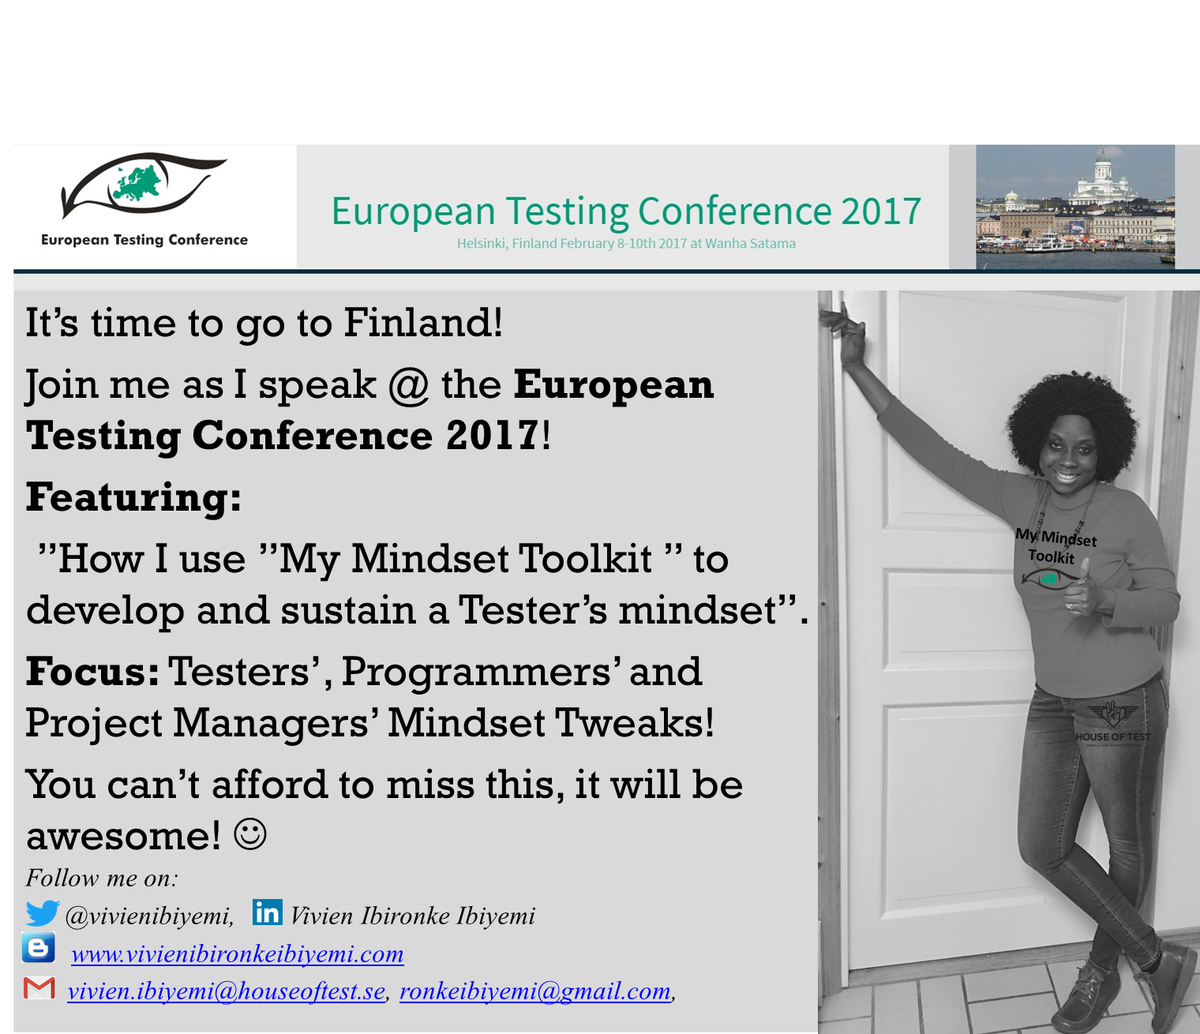 European Testing Conference
European Testing Conference 2017
Helsinki, Finland February 8-10th 2017 at Wanha Satama
It’s time to go to Finland!
Join me as I speak @ the European
Testing Conference 2017!
Featuring:
”How I use ”My Mindset Toolkit ” to
develop and sustain a Tester’s mindset”.
Focus: Testers’, Programmers’ and
Project Managers’ Mindset Tweaks!
You can’t afford to miss this, it will be
awesome! ☺
Follow me on:
@vivienibiyemi, in Vivien Ibironke Ibiyemi
www.vivienibironkeibiyemi.com
vivien.ibiyemi@houseoftest.se, ronkeibiyemi@gmail.com,
My Mindset
Toolkit
HOUSE OF TEST